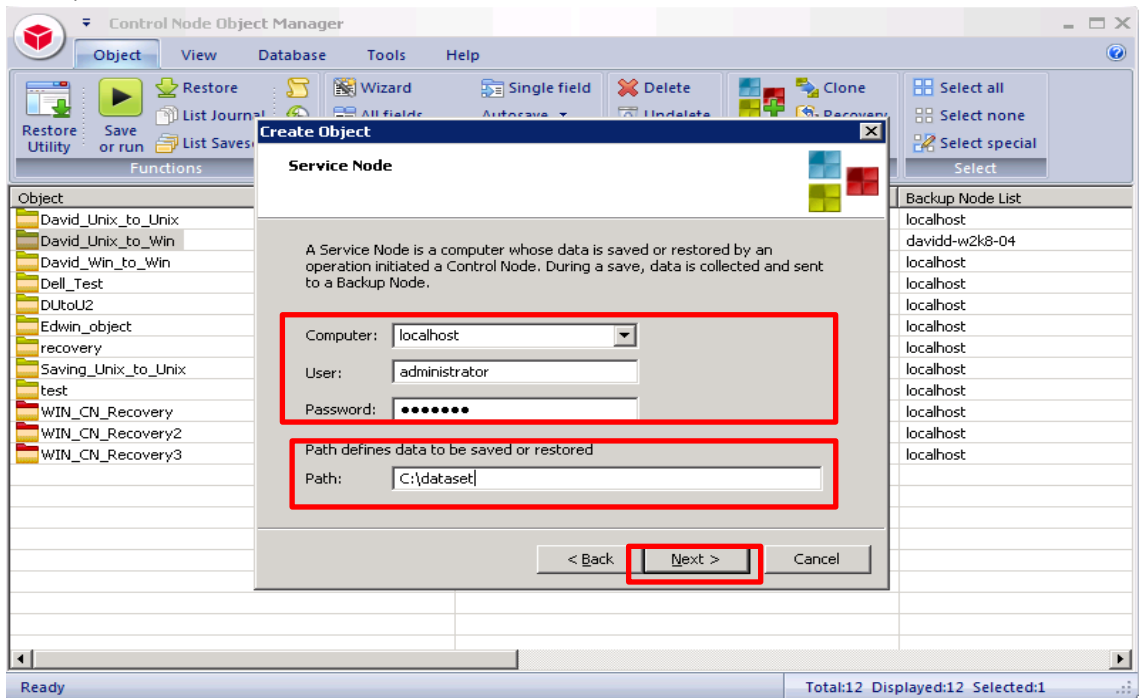 Control Node Object Manager
Object View Database Tools Help
Restore Wizard Single field Delete Clone Select all
List Journal All fields Autosave Undelete Recovery Select none
Restore Utility Save or run List Saves Select special
Functions Select
Create Object
Service Node
A Service Node is a computer whose data is saved or restored by an
operation initiated a Control Node. During a save, data is collected and sent
to a Backup Node.
Computer: localhost
User: administrator
Password: ●●●●●●●
Path defines data to be saved or restored
Path: C:\dataset
< Back Next > Cancel
Object Backup Node List
David_Unix_to_Unix localhost
David_Unix_to_Win davidd-w2k8-04
David_Win_to_Win localhost
Dell_Test localhost
DUtoU2 localhost
Edwin_object localhost
recovery localhost
Saving_Unix_to_Unix localhost
test localhost
WIN_CN_Recovery localhost
WIN_CN_Recovery2 localhost
WIN_CN_Recovery3 localhost
Ready Total:12 Displayed:12 Selected:1